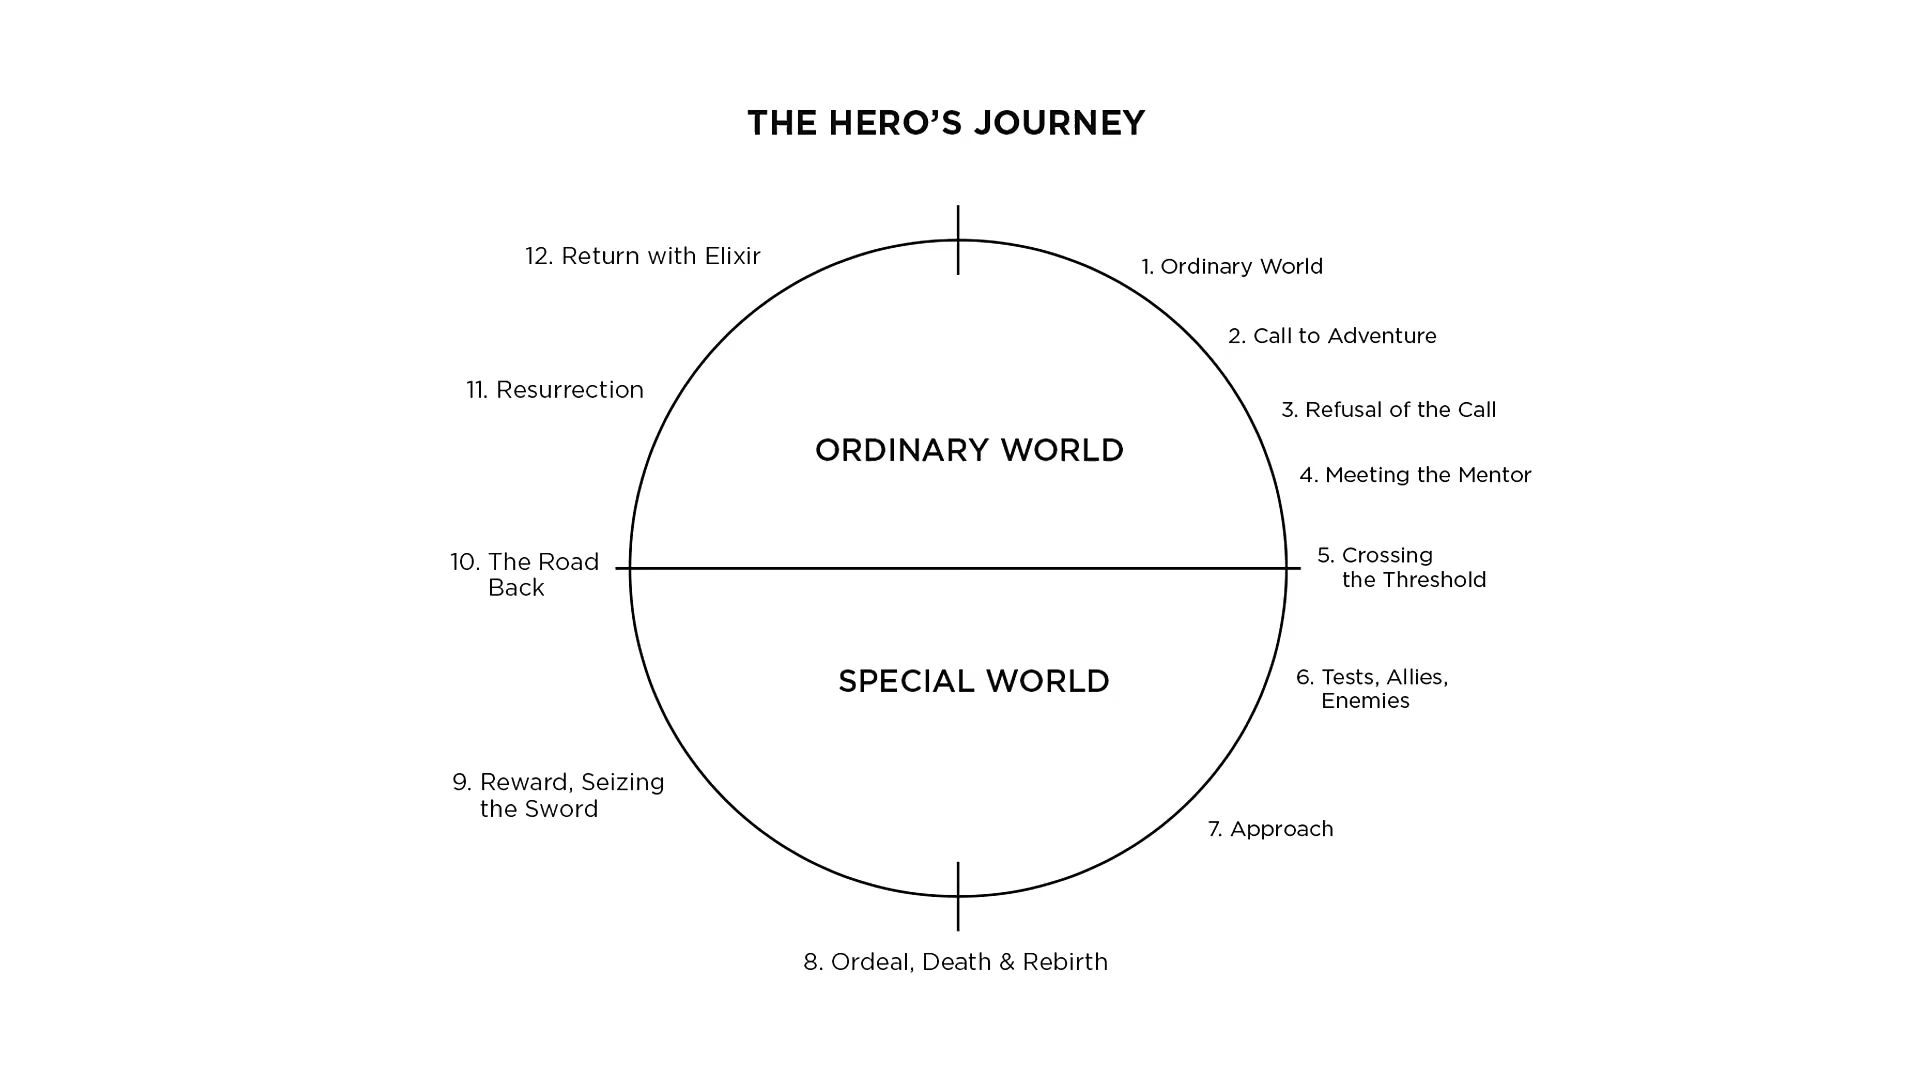 THE HERO’S JOURNEY
12. Return with Elixir
1. Ordinary World
2. Call to Adventure
11. Resurrection
3. Refusal of the Call
ORDINARY WORLD
4. Meeting the Mentor
10. The Road
Back
5. Crossing
the Threshold
SPECIAL WORLD
6. Tests, Allies,
Enemies
9. Reward, Seizing
the Sword
7. Approach
8. Ordeal, Death & Rebirth